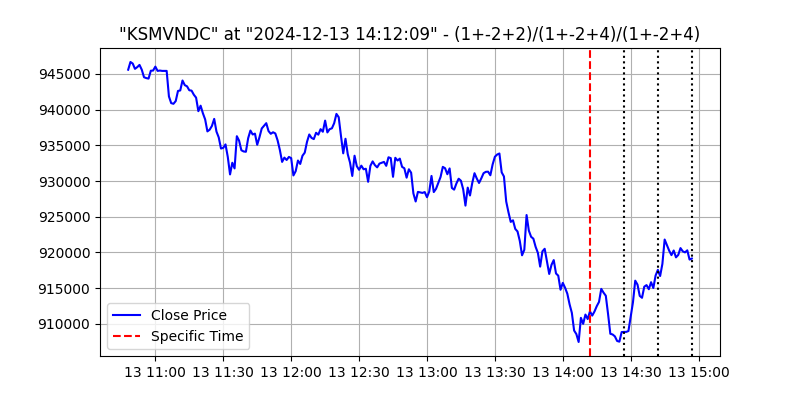 "KSMVNDC" at "2024-12-13 14:12:09" - (1+-2+2)/(1+-2+4)/(1+-2+4)
945000
940000
935000
930000
925000
920000
915000
910000
Close Price
Specific Time
13 11:00 13 11:30 13 12:00 13 12:30 13 13:00 13 13:30 13 14:00 13 14:30 13 15:00